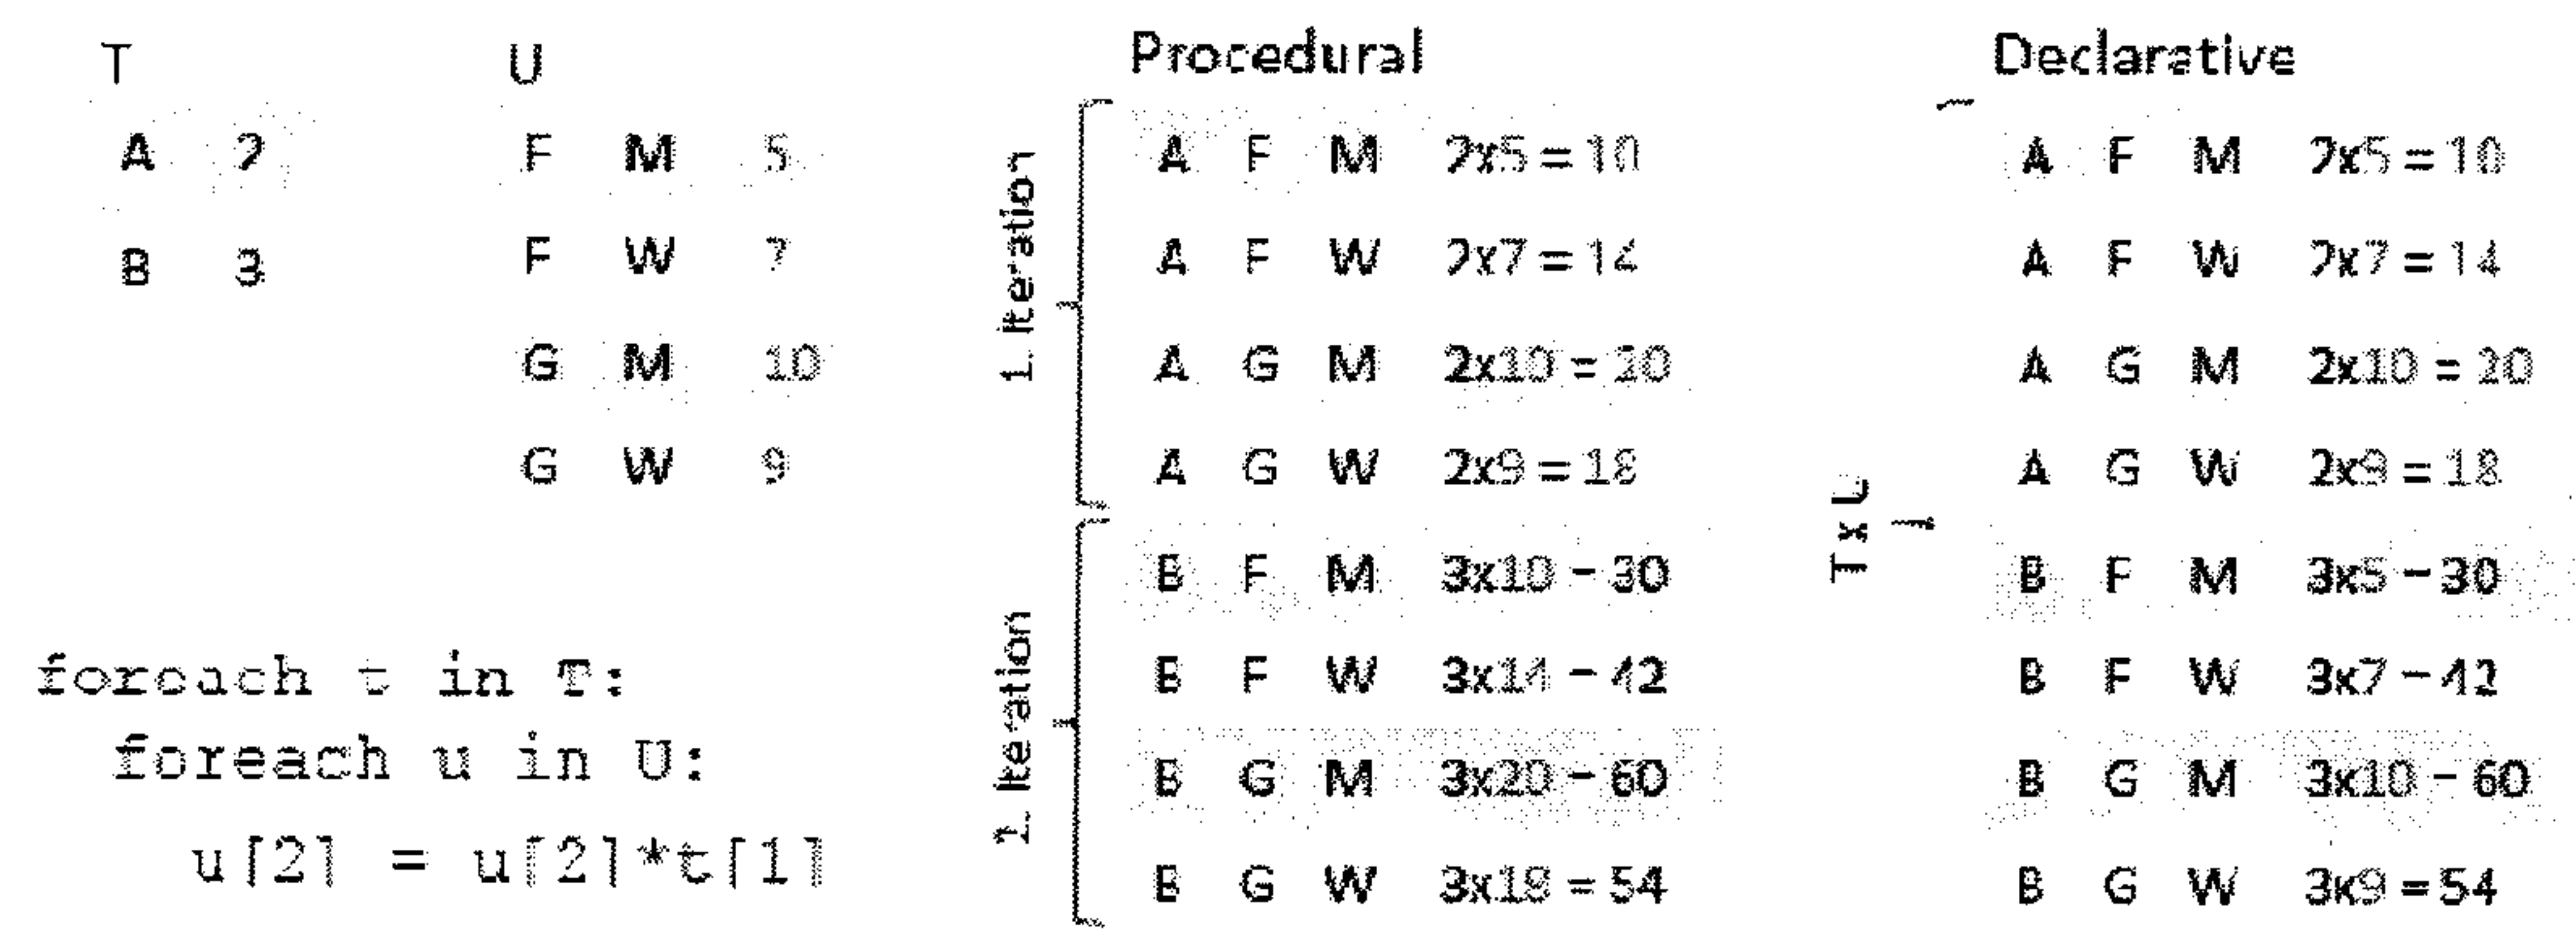 T
A 2
B 3
U
F M 5
F W 7
G M 10
G W 9
foreach t in T:
foreach u in U:
u[2] = u[2]*t[1]
Procedural
1. Iteration
A F M 2x5 = 10
A F W 2x7 = 14
A G M 2x10 = 20
A G W 2x9 = 18
2. Iteration
B F M 3x10 = 30
B F W 3x14 = 42
B G M 3x20 = 60
B G W 3x18 = 54
Declarative
T x U
A F M 2x5 = 10
A F W 2x7 = 14
A G M 2x10 = 20
A G W 2x9 = 18
B F M 3x5 = 30
B F W 3x7 = 42
B G M 3x10 = 60
B G W 3x9 = 54